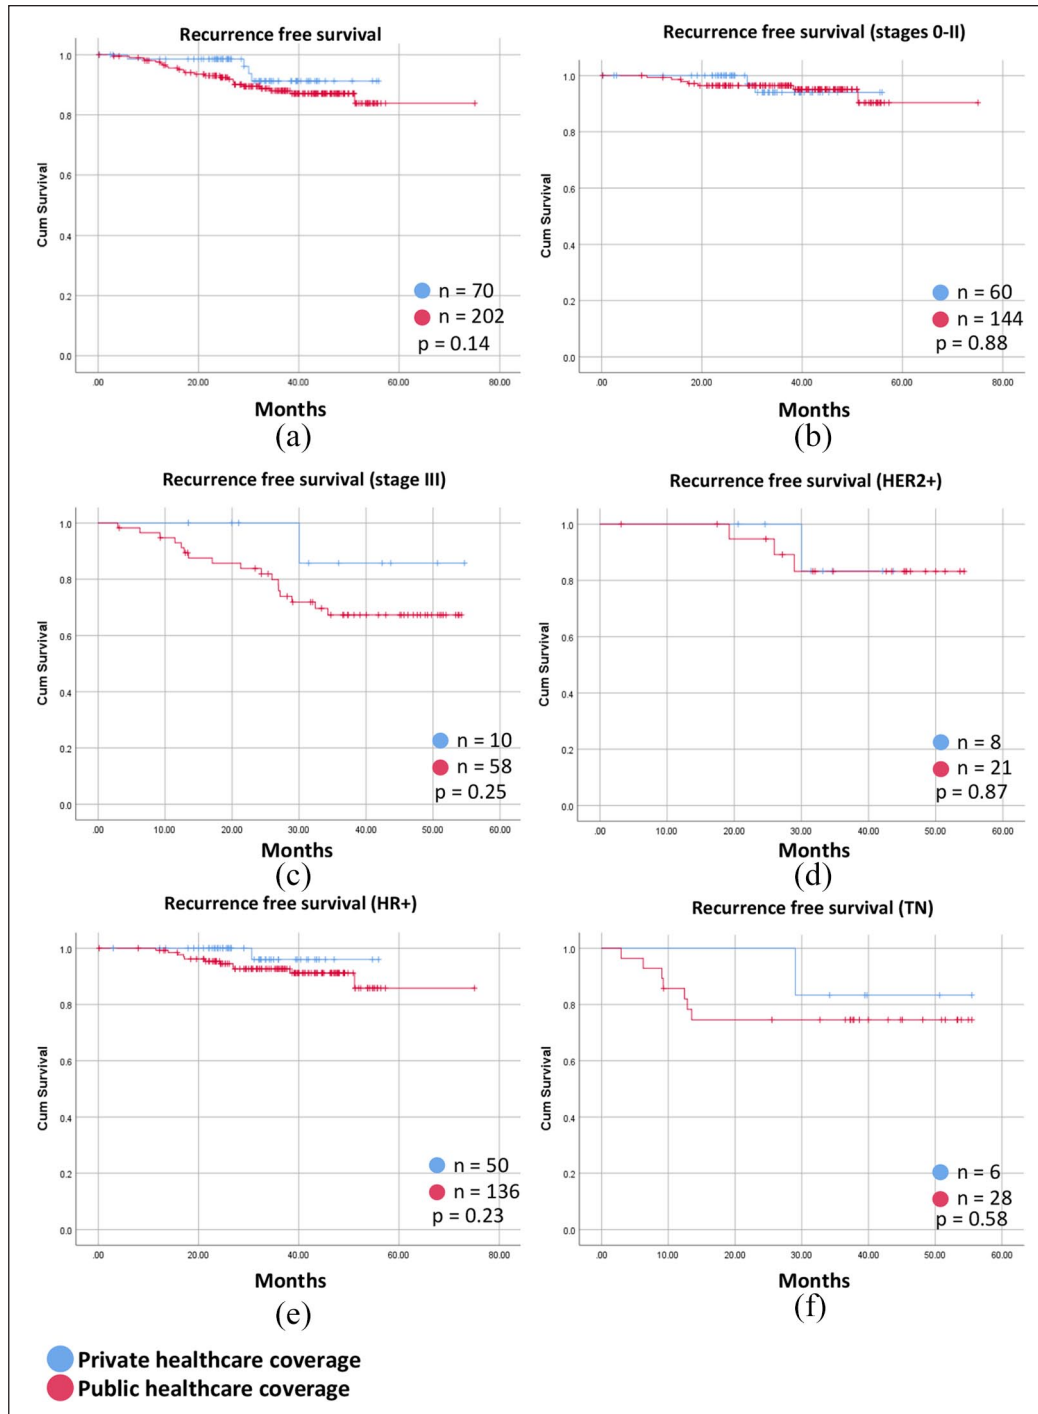 Recurrence free survival
Cum Survival
1.0
0.8
0.6
0.4
0.2
0.0
.00 20.00 40.00 60.00 80.00
n = 70
n = 202
p = 0.14
Months
(a)
Recurrence free survival (stages 0-II)
Cum Survival
1.0
0.8
0.6
0.4
0.2
0.0
.00 20.00 40.00 60.00 80.00
n = 60
n = 144
p = 0.88
Months
(b)
Recurrence free survival (stage III)
Cum Survival
1.0
0.8
0.6
0.4
0.2
0.0
.00 10.00 20.00 30.00 40.00 50.00 60.00
n = 10
n = 58
p = 0.25
Months
(c)
Recurrence free survival (HER2+)
Cum Survival
1.0
0.8
0.6
0.4
0.2
0.0
.00 10.00 20.00 30.00 40.00 50.00 60.00
n = 8
n = 21
p = 0.87
Months
(d)
Recurrence free survival (HR+)
Cum Survival
1.0
0.8
0.6
0.4
0.2
0.0
.00 20.00 40.00 60.00 80.00
n = 50
n = 136
p = 0.23
Months
(e)
Recurrence free survival (TN)
Cum Survival
1.0
0.8
0.6
0.4
0.2
0.0
.00 10.00 20.00 30.00 40.00 50.00 60.00
n = 6
n = 28
p = 0.58
Months
(f)
Private healthcare coverage
Public healthcare coverage